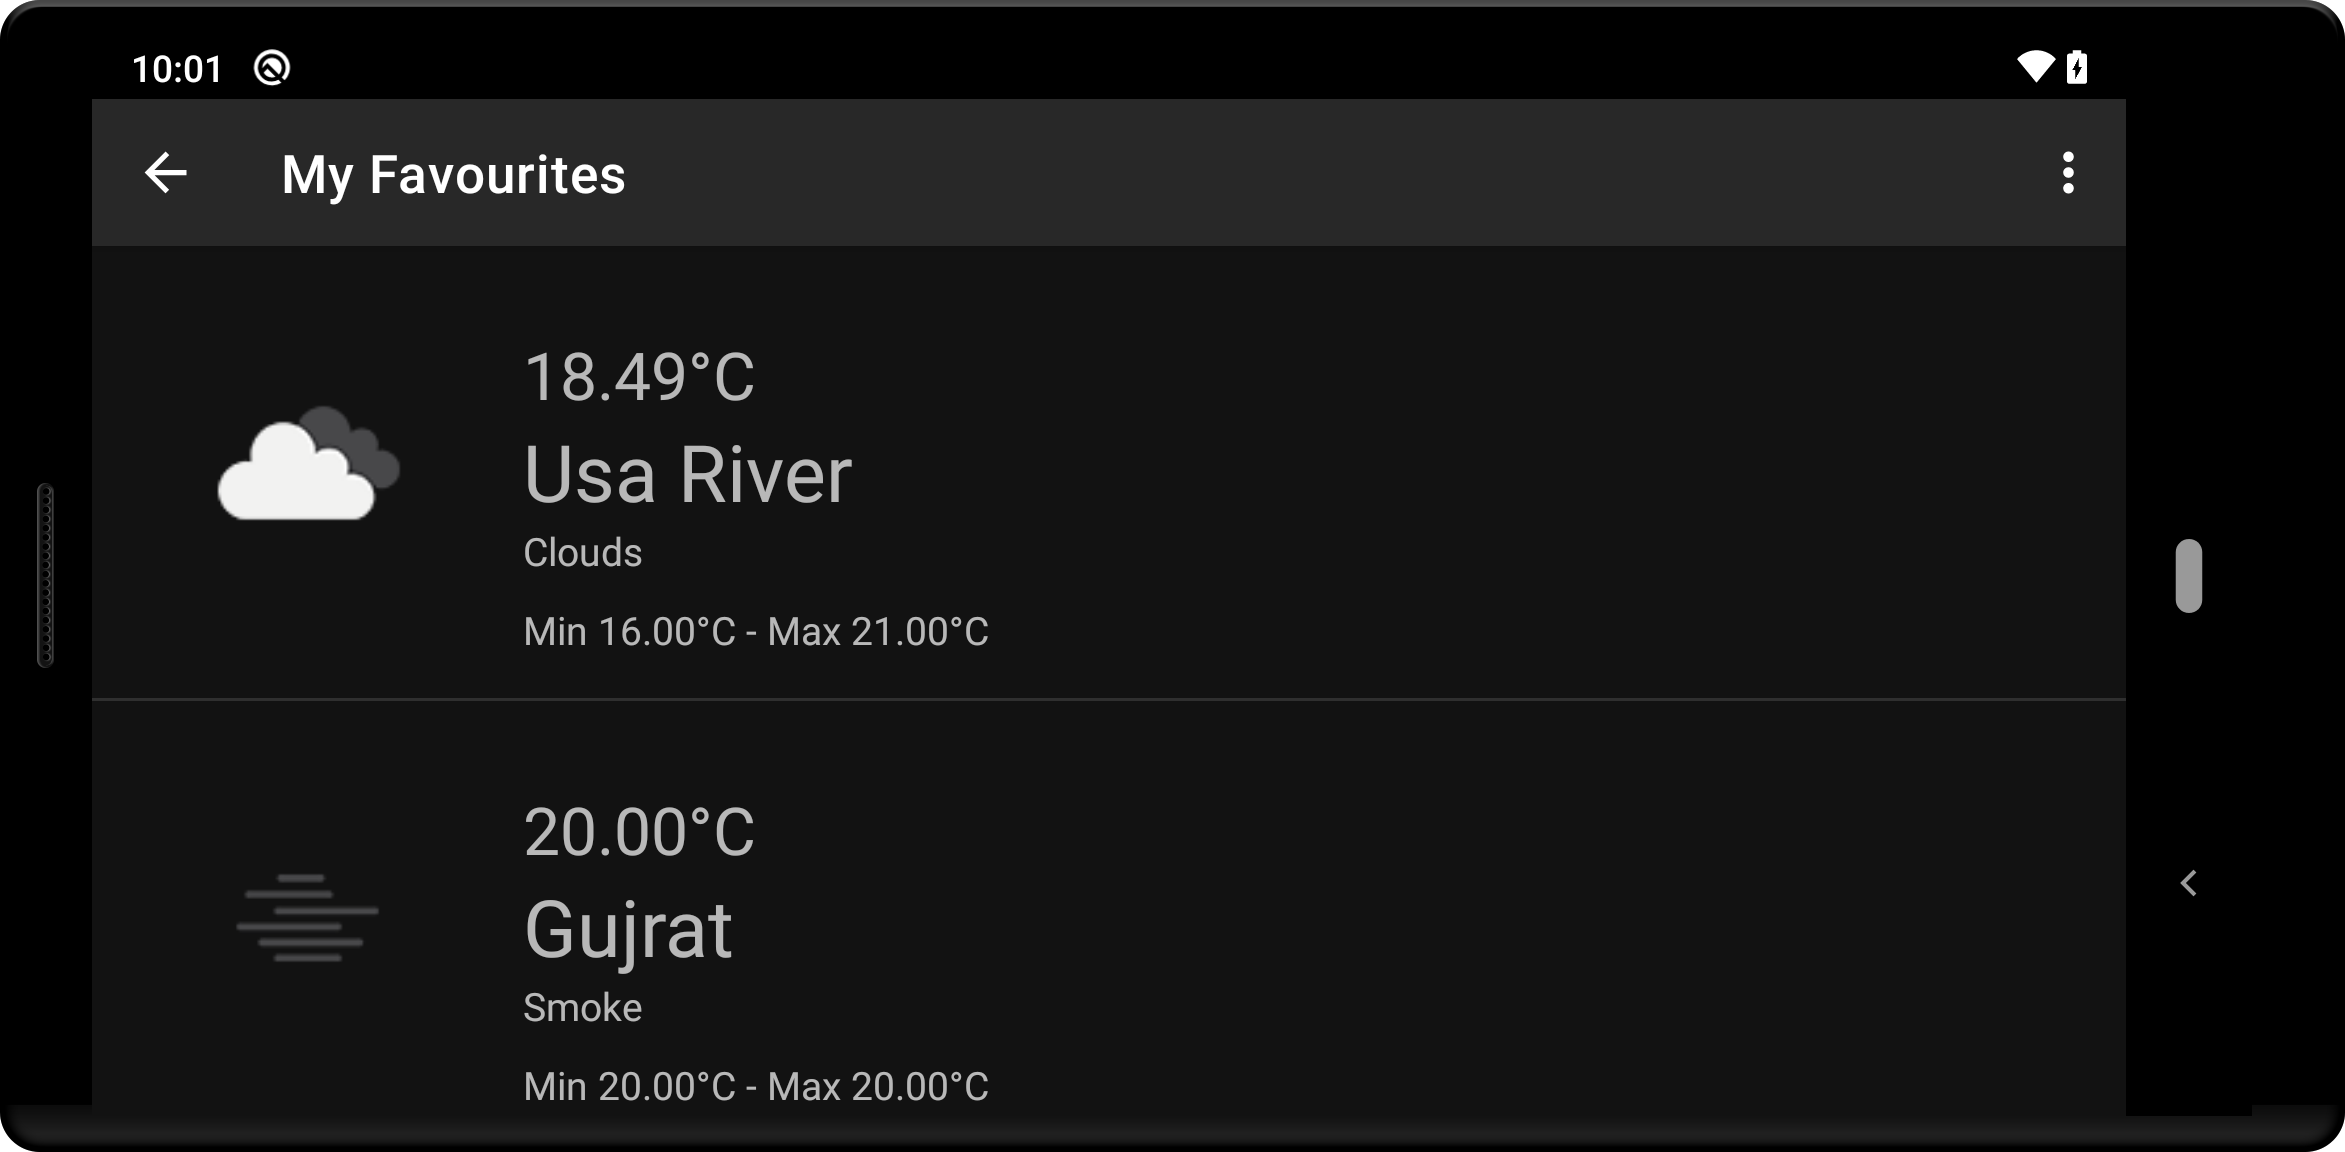 10:01
My Favourites
18.49°C
Usa River
Clouds
Min 16.00°C - Max 21.00°C
20.00°C
Gujrat
Smoke
Min 20.00°C - Max 20.00°C